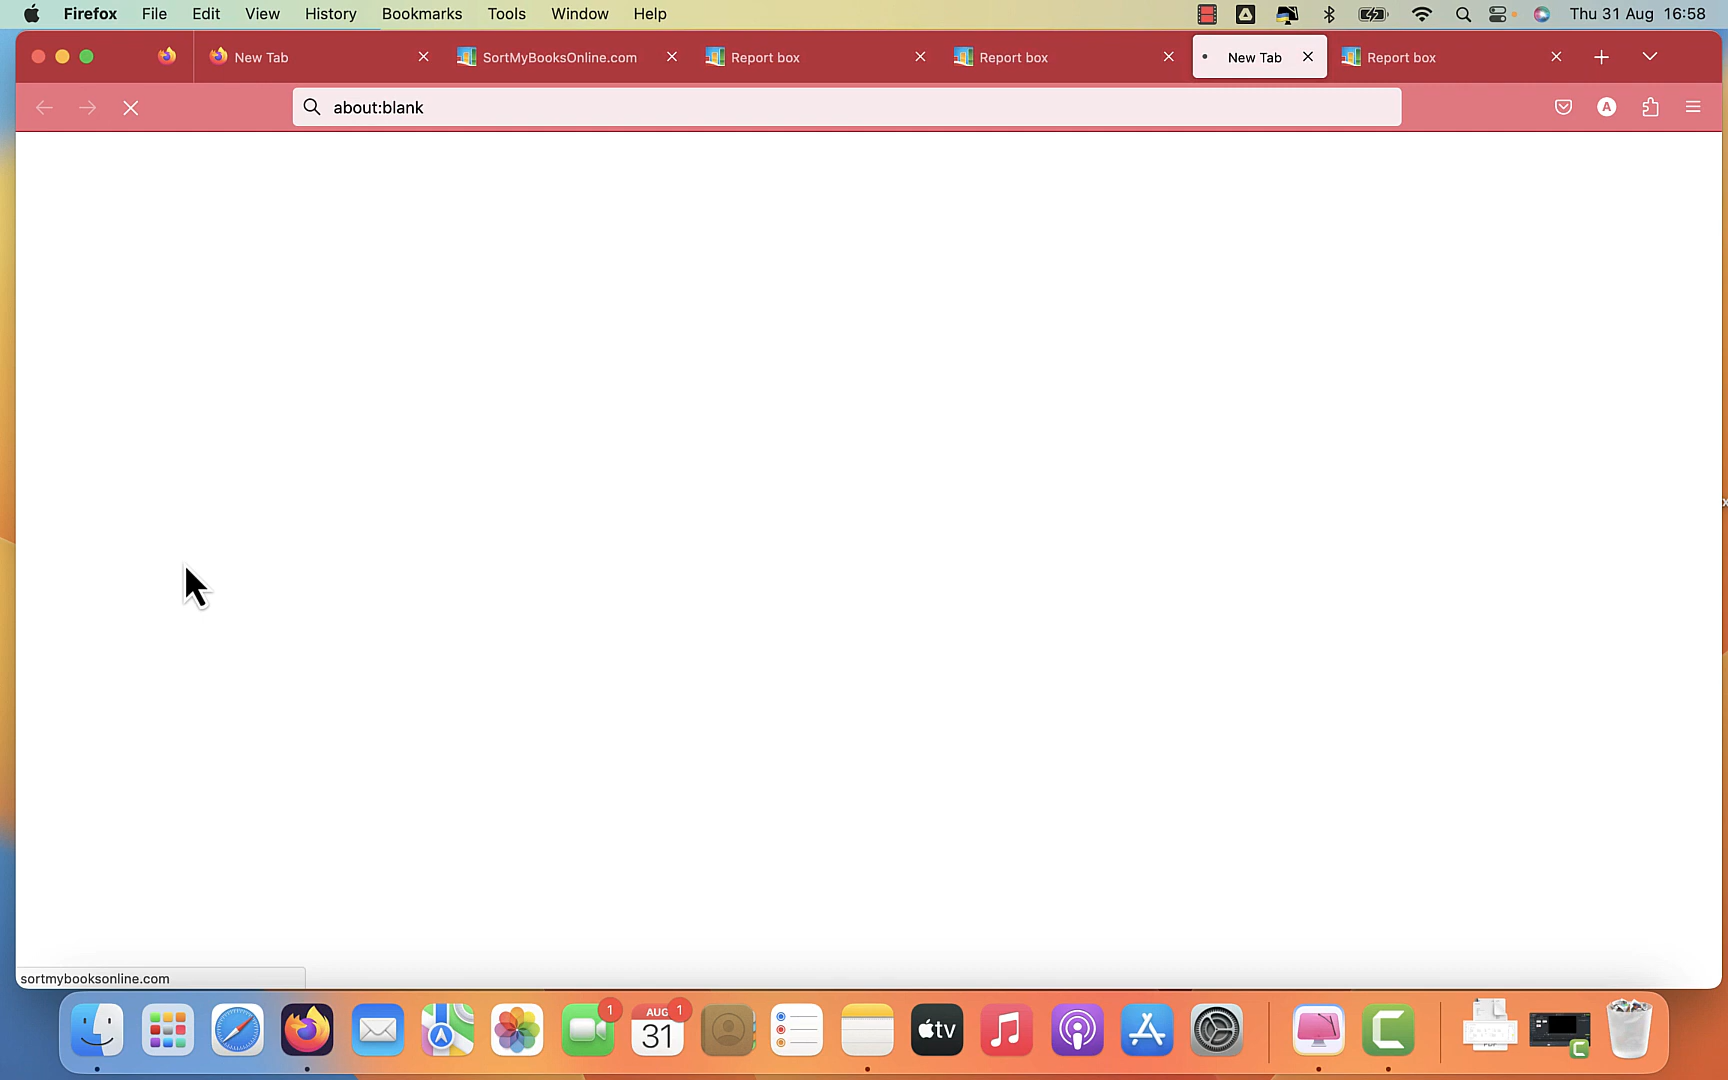 Firefox File Edit View History Bookmarks Tools Window Help Thu 31 Aug 16:58
New Tab SortMyBooksOnline.com Report box Report box New Tab Report box
about:blank A
sortmybooksonline.com
1 AUG 1
31 tv
PDF